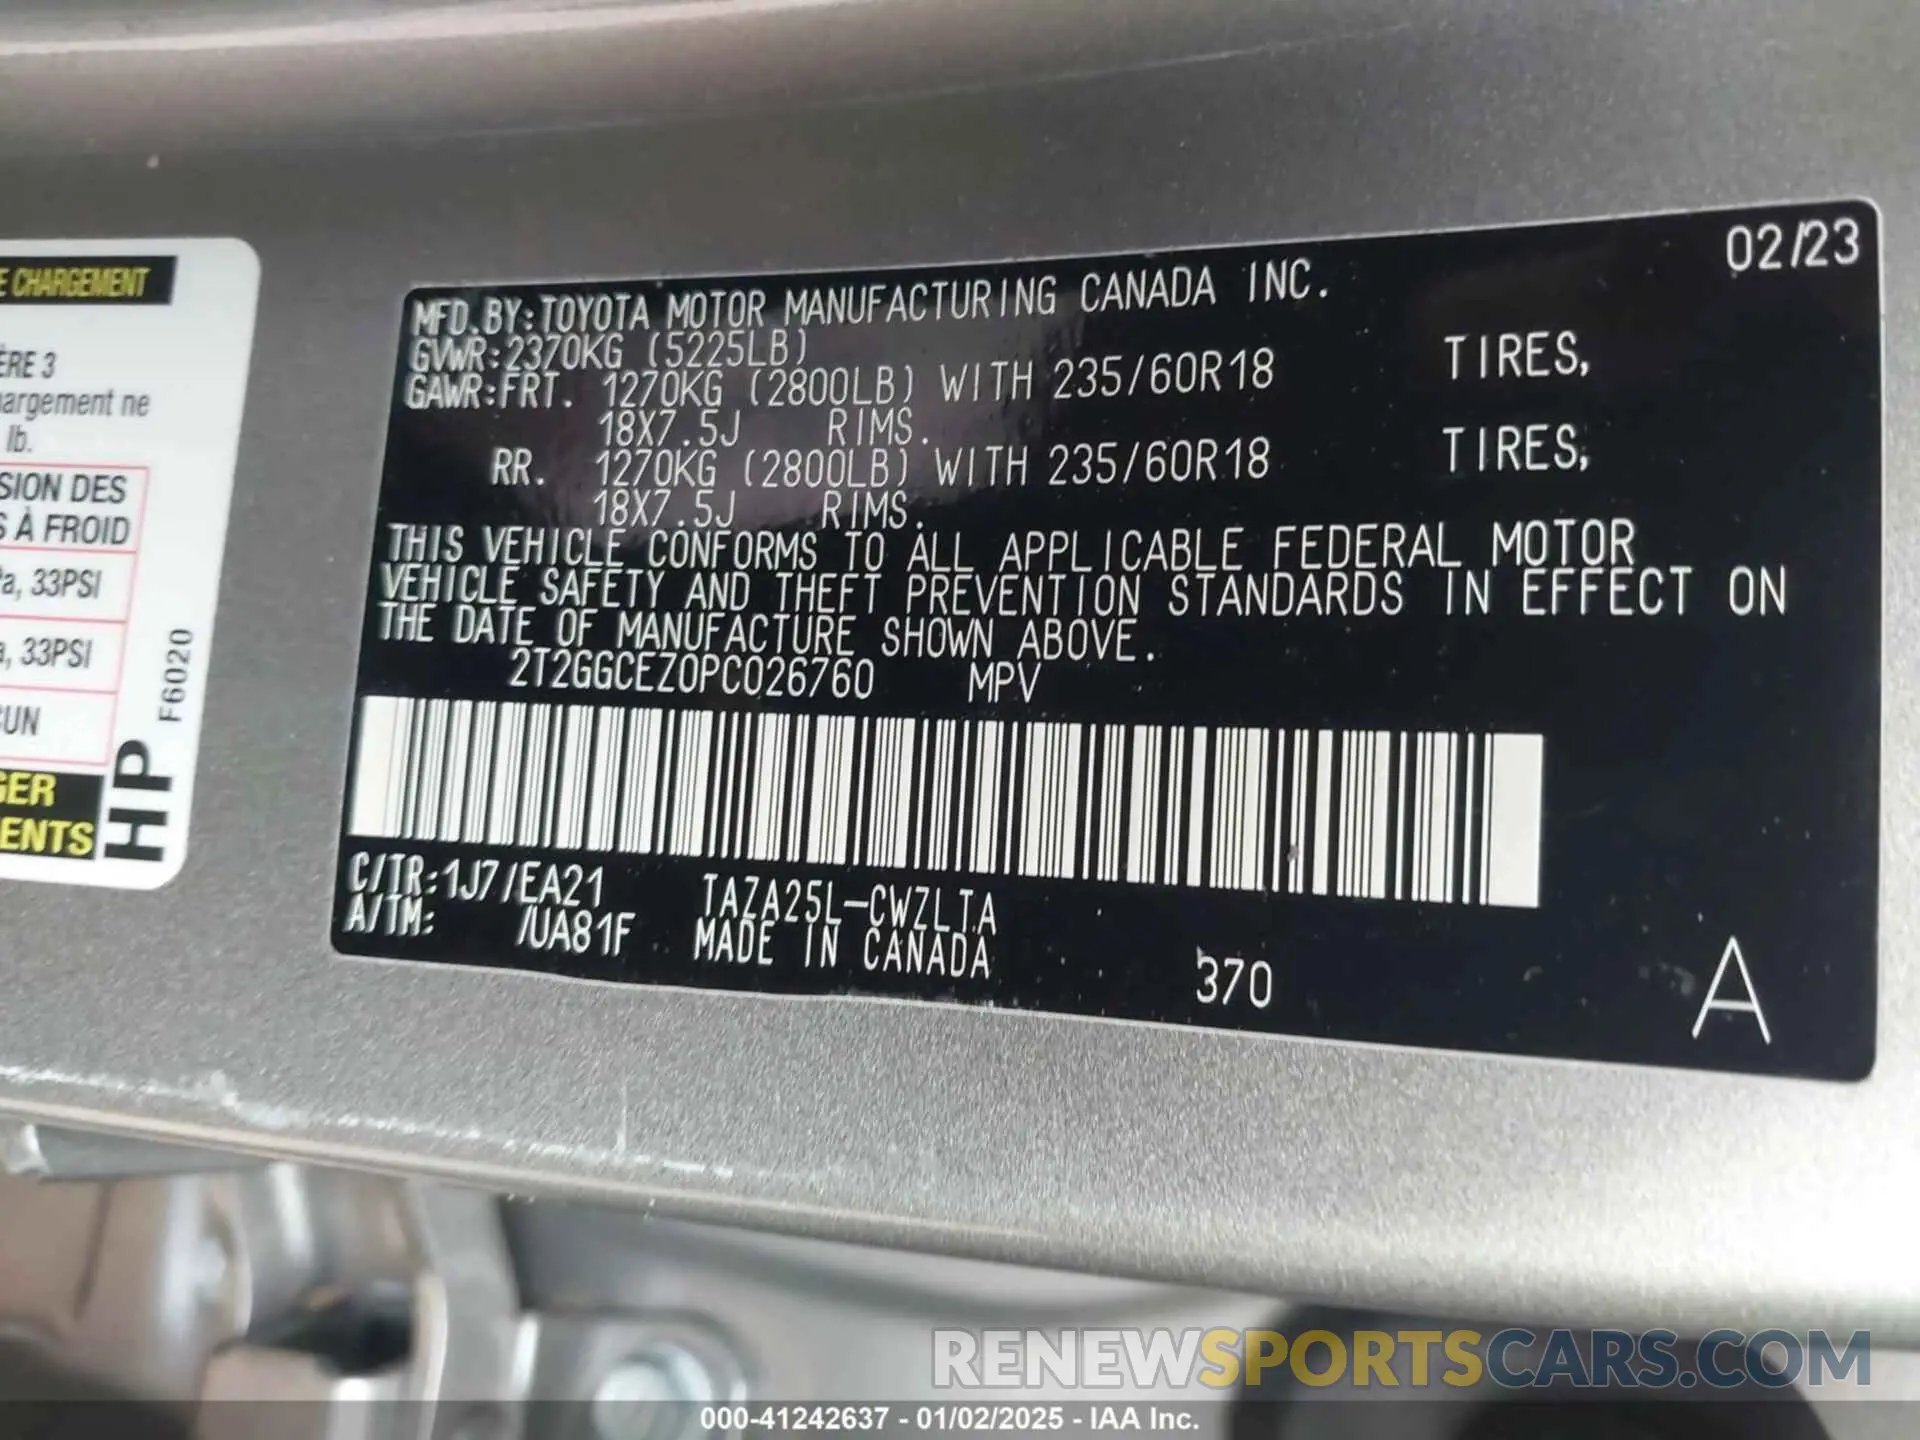 E CHARGEMENT
ÈRE 3
hargement ne
lb.
SION DES
S À FROID
Pa, 33PSI
a, 33PSI
CUN
GER
ENTS
HP
F6020
02/23
MFD.BY:TOYOTA MOTOR MANUFACTURING CANADA INC.
GVWR:2370KG (5225LB)
GAWR:FRT. 1270KG (2800LB) WITH 235/60R18 TIRES,
18X7.5J RIMS.
RR. 1270KG (2800LB) WITH 235/60R18 TIRES,
18X7.5J RIMS.
THIS VEHICLE CONFORMS TO ALL APPLICABLE FEDERAL MOTOR
VEHICLE SAFETY AND THEFT PREVENTION STANDARDS IN EFFECT ON
THE DATE OF MANUFACTURE SHOWN ABOVE.
2T2GGCEZ0PC026760 MPV
C/TR:1J7/EA21 TAZA25L-CWZLTA
A/TM: /UA81F MADE IN CANADA
370
A
RENEWSPORTSCARS.COM
000-41242637 - 01/02/2025 - IAA Inc.